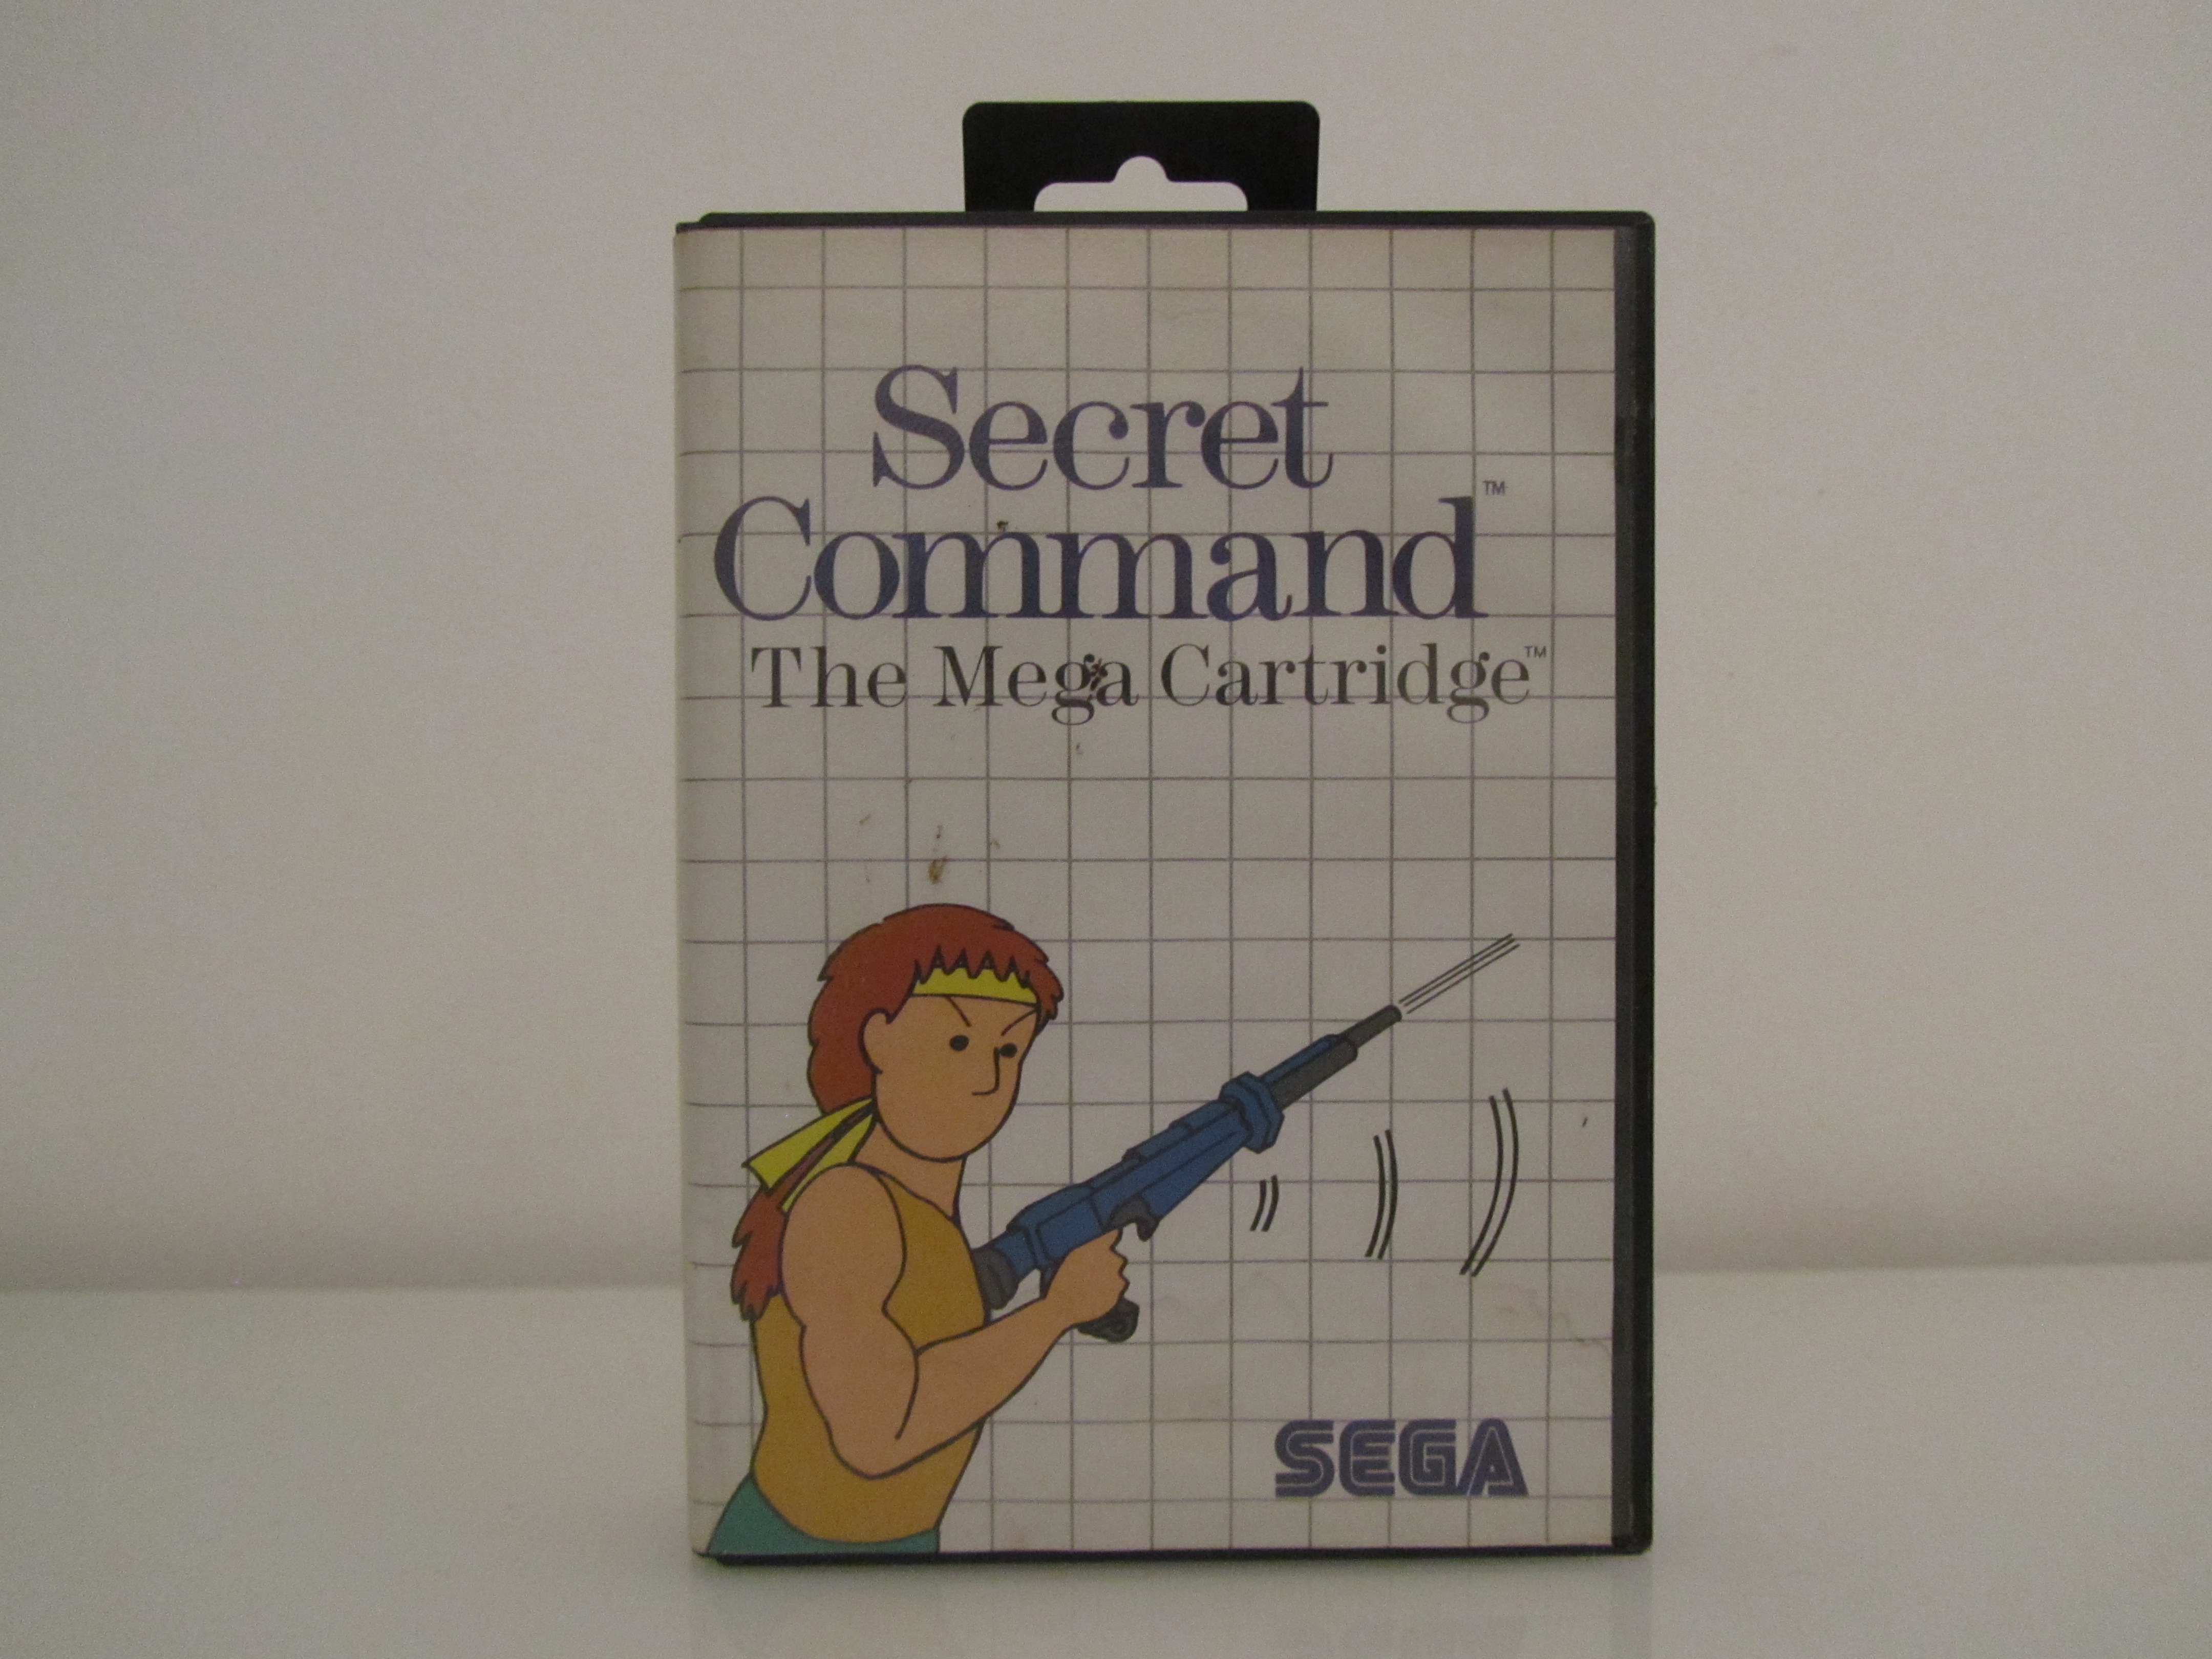 Secret
Command™
The Mega Cartridge™
SEGA